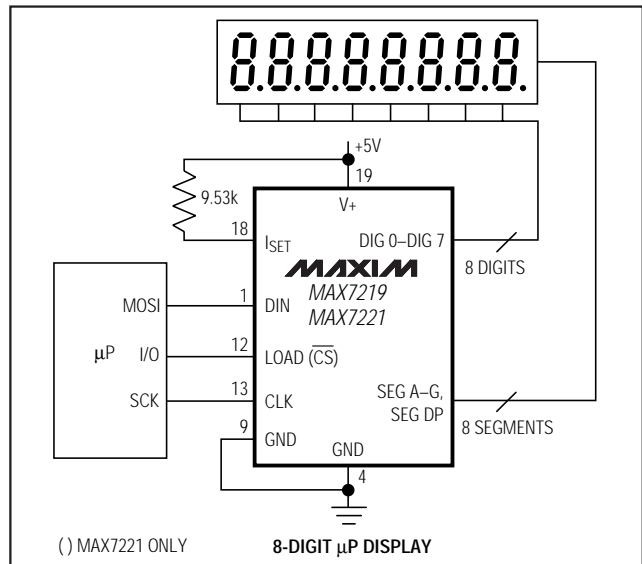 8.8.8.8.8.8.8.8.
+5V
19
9.53k
V+
18
ISET
DIG 0–DIG 7
MAXIM
8 DIGITS
MAX7219
MAX7221
MOSI
1
DIN
µP
I/O
12
LOAD (CS)
SCK
13
CLK
SEG A–G,
SEG DP
8 SEGMENTS
9
GND
GND
4
( ) MAX7221 ONLY
8-DIGIT µP DISPLAY